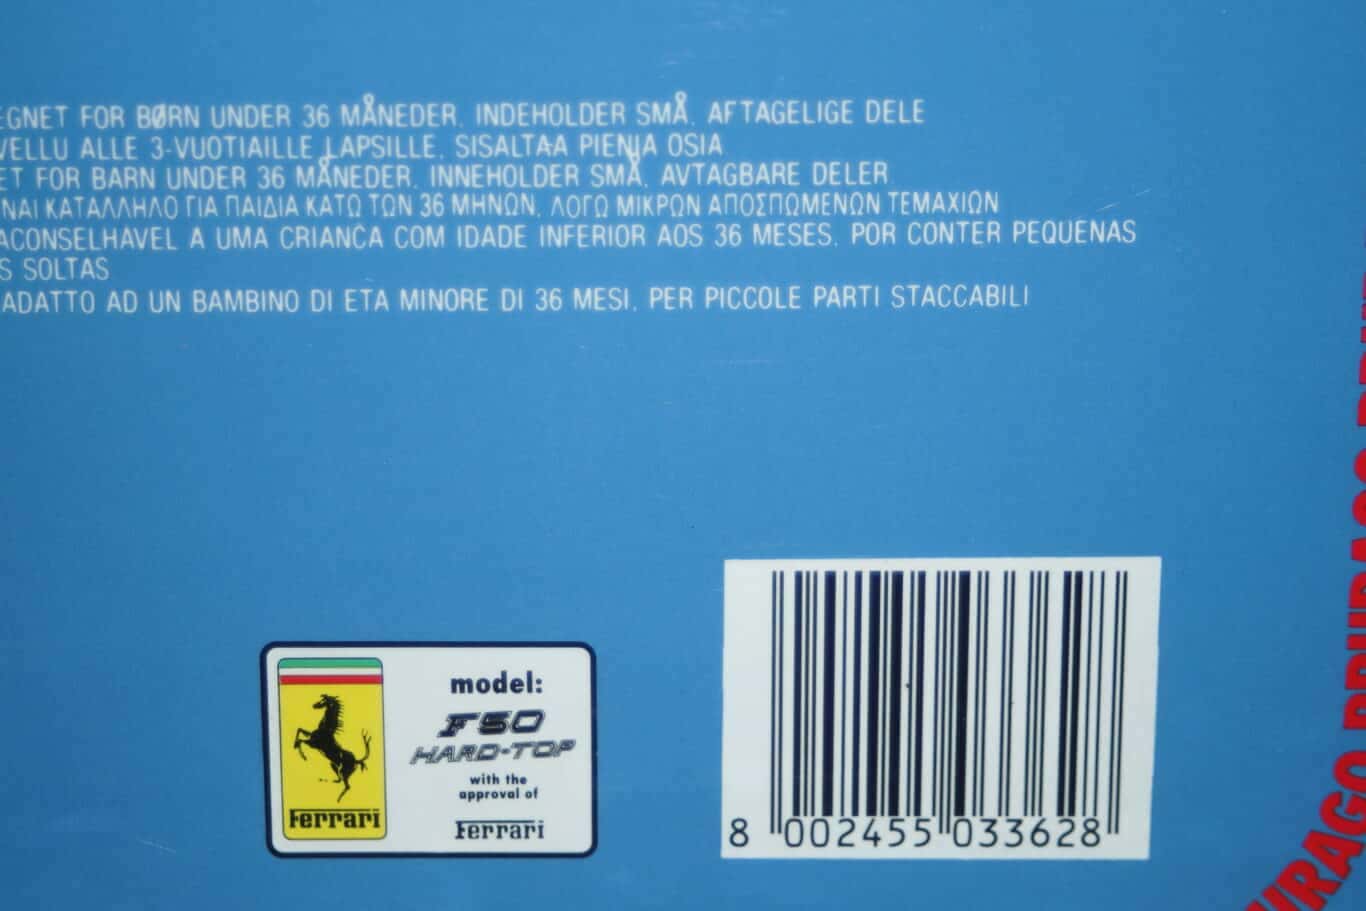 EGNET FOR BØRN UNDER 36 MÅNEDER. INDEHOLDER SMÅ. AFTAGELIGE DELE
VELLU ALLE 3-VUOTIAILLE LAPSILLE. SISALTAA PIENIA OSIA
ET FOR BARN UNDER 36 MÅNEDER. INNEHOLDER SMÅ. AVTAGBARE DELER
ΝΑΙ ΚΑΤΑΛΛΗΛΟ ΓΙΑ ΠΑΙΔΙΑ ΚΑΤΩ ΤΩΝ 36 ΜΗΝΩΝ. ΛΟΓΩ ΜΙΚΡΩΝ ΑΠΟΣΠΩΜΕΝΩΝ ΤΕΜΑΧΙΩΝ
ACONSELHAVEL A UMA CRIANCA COM IDADE INFERIOR AOS 36 MESES. POR CONTER PEQUENAS
S SOLTAS
ADATTO AD UN BAMBINO DI ETA MINORE DI 36 MESI. PER PICCOLE PARTI STACCABILI
model:
F50
HARD-TOP
with the
approval of
Ferrari
Ferrari
8 002455 033628
URAGO BBURAGO